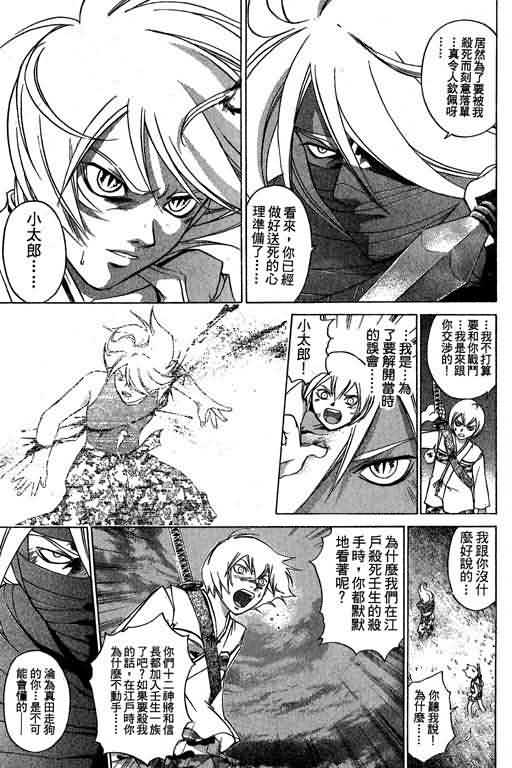 居然為了要被我
殺死而刻意落單
…真令人欽佩呀
…
看來，你已經
做好送死的心
理準備了……
小太郎
……
…我不打算
要和你戰鬥
…我是來跟
你交涉的！
…我是…為
了要解開當時
的誤會……
小太郎！
我跟你沒什
麼好說的…
你聽我說！
為什麼……
為什麼我們在江
戶殺死壬生的殺
手時，你都默默
地看著呢？
你們十二神將和信
長都加入壬生一族
了吧？如果要殺我
的話，在江戶時你
為什麼不動手……
淪為真田走狗
的你…是不可
能會懂的──